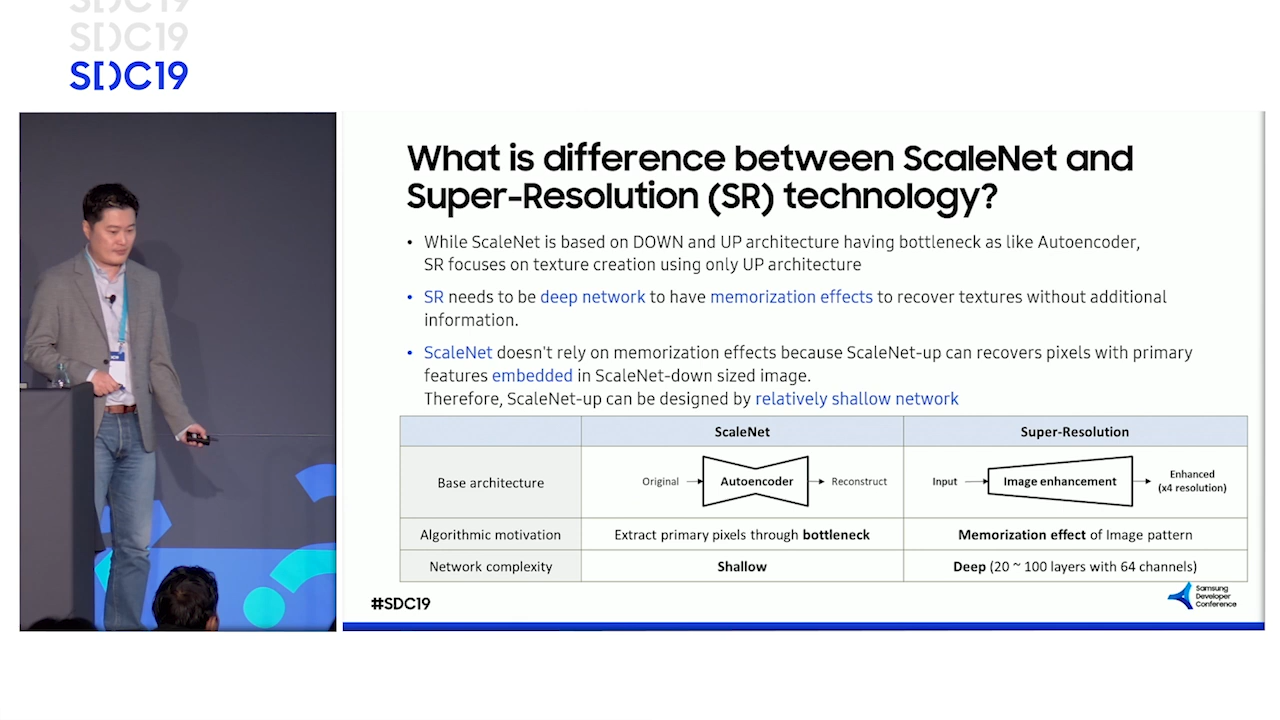 SDC19
SDC19
SDC19
What is difference between ScaleNet and
Super-Resolution (SR) technology?
• While ScaleNet is based on DOWN and UP architecture having bottleneck as like Autoencoder,
SR focuses on texture creation using only UP architecture
• SR needs to be deep network to have memorization effects to recover textures without additional
information.
• ScaleNet doesn't rely on memorization effects because ScaleNet-up can recovers pixels with primary
features embedded in ScaleNet-down sized image.
Therefore, ScaleNet-up can be designed by relatively shallow network
ScaleNet Super-Resolution
Base architecture Original Autoencoder Reconstruct Input Image enhancement Enhanced
(x4 resolution)
Algorithmic motivation Extract primary pixels through bottleneck Memorization effect of Image pattern
Network complexity Shallow Deep (20 ~ 100 layers with 64 channels)
#SDC19
Samsung
Developer
Conference